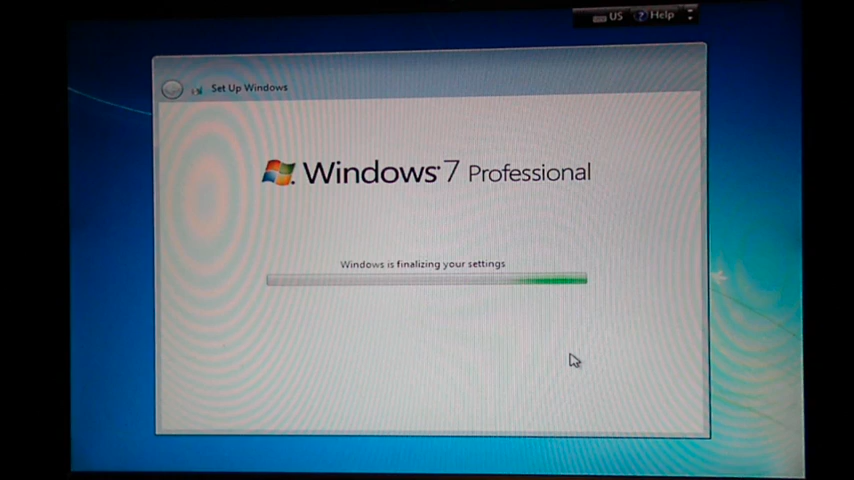 US Help
Set Up Windows
Windows 7 Professional
Windows is finalizing your settings